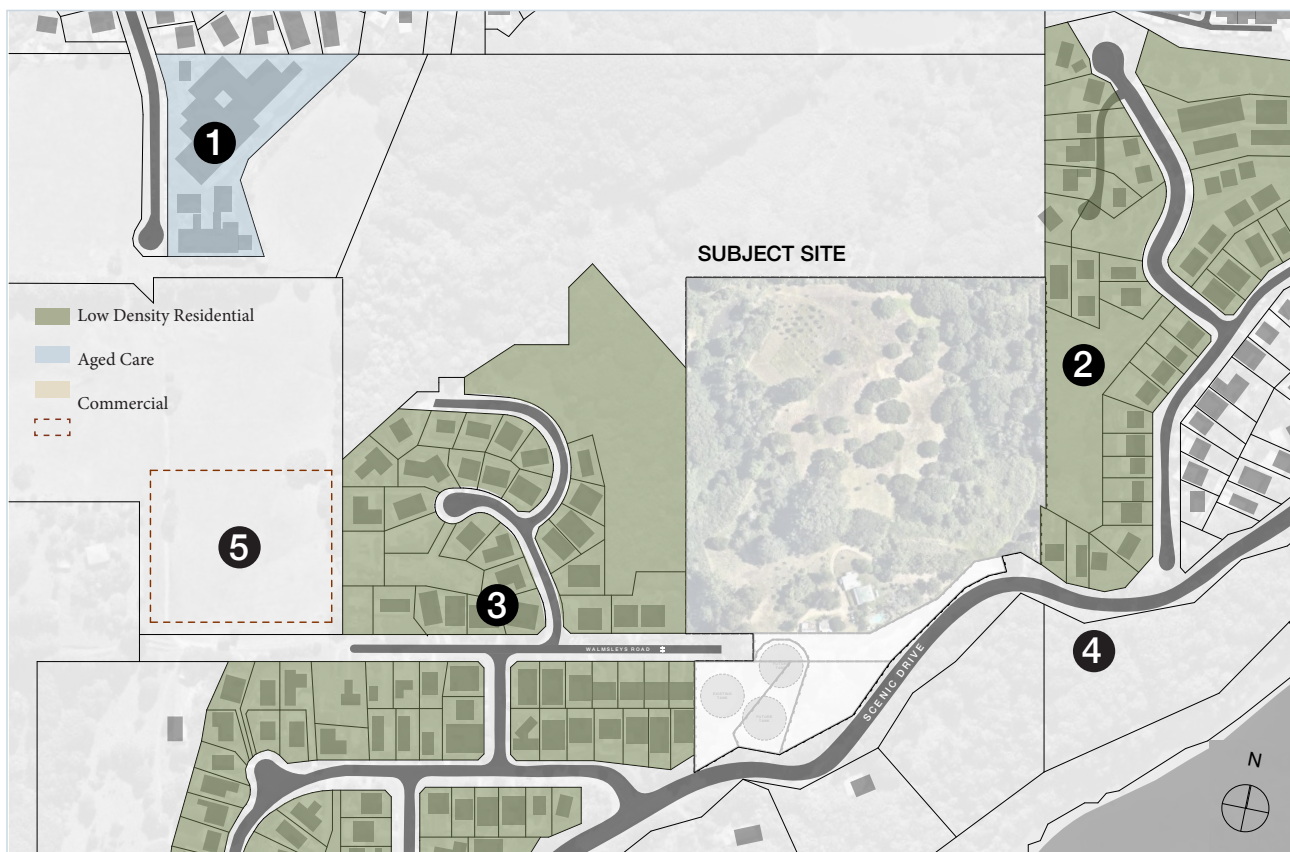 1
SUBJECT SITE
Low Density Residential
Aged Care
Commercial
2
5
3
WALMSLEYS ROAD
4
SCENIC DRIVE
N